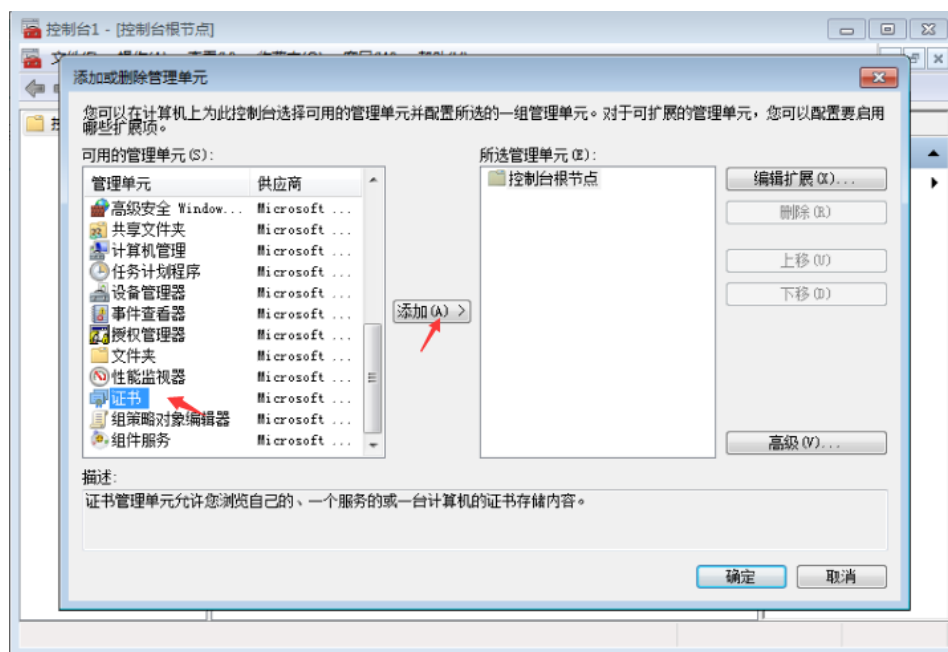 控制台1 - [控制台根节点]
添加或删除管理单元
您可以在计算机上为此控制台选择可用的管理单元并配置所选的一组管理单元。对于可扩展的管理单元，您可以配置要启用
哪些扩展项。
可用的管理单元(S):
所选管理单元(E):
管理单元 供应商
高级安全 Window... Microsoft ...
共享文件夹 Microsoft ...
计算机管理 Microsoft ...
任务计划程序 Microsoft ...
设备管理器 Microsoft ...
事件查看器 Microsoft ...
授权管理器 Microsoft ...
文件夹 Microsoft ...
性能监视器 Microsoft ...
证书 Microsoft ...
组策略对象编辑器 Microsoft ...
组件服务 Microsoft ...
添加(A) >
控制台根节点
编辑扩展(X)...
删除(R)
上移(U)
下移(D)
高级(V)...
描述:
证书管理单元允许您浏览自己的、一个服务的或一台计算机的证书存储内容。
确定
取消